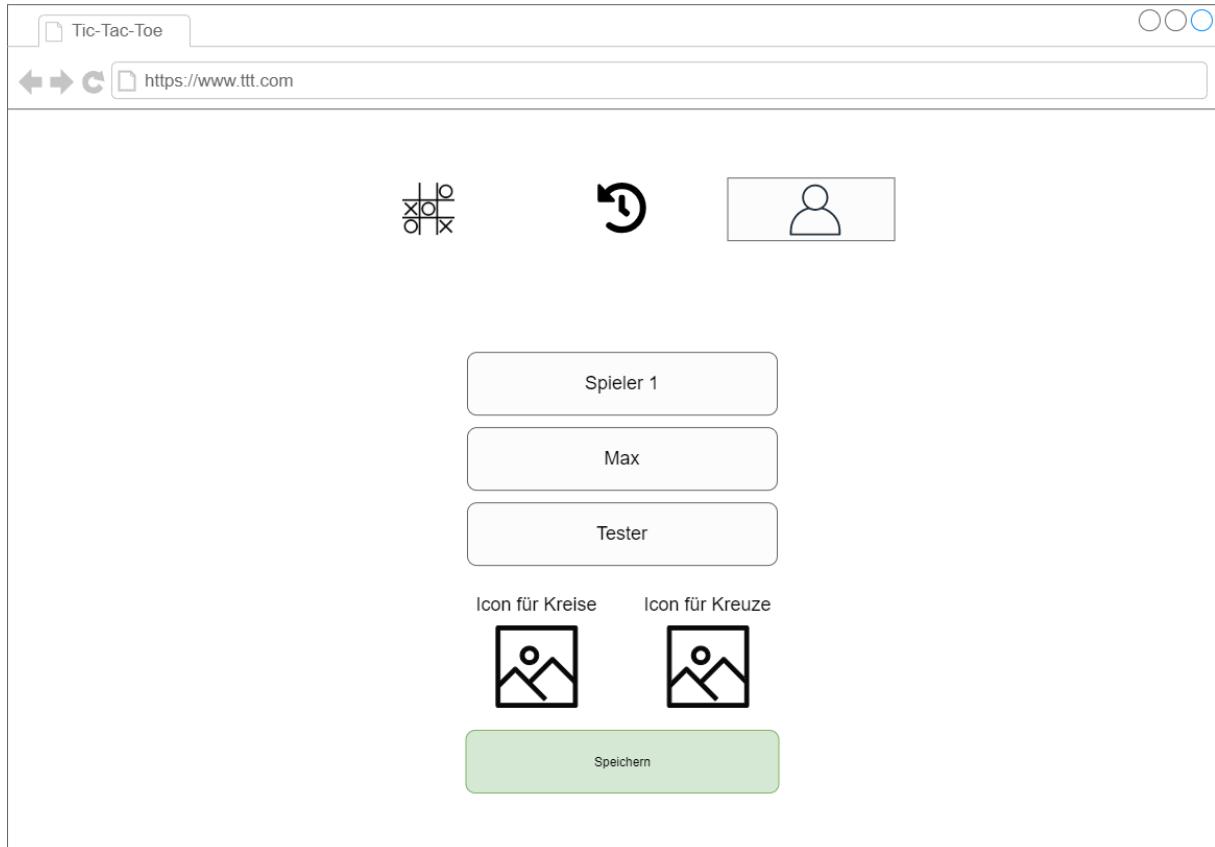 Tic-Tac-Toe
https://www.ttt.com
Spieler 1
Max
Tester
Icon für Kreise Icon für Kreuze
Speichern